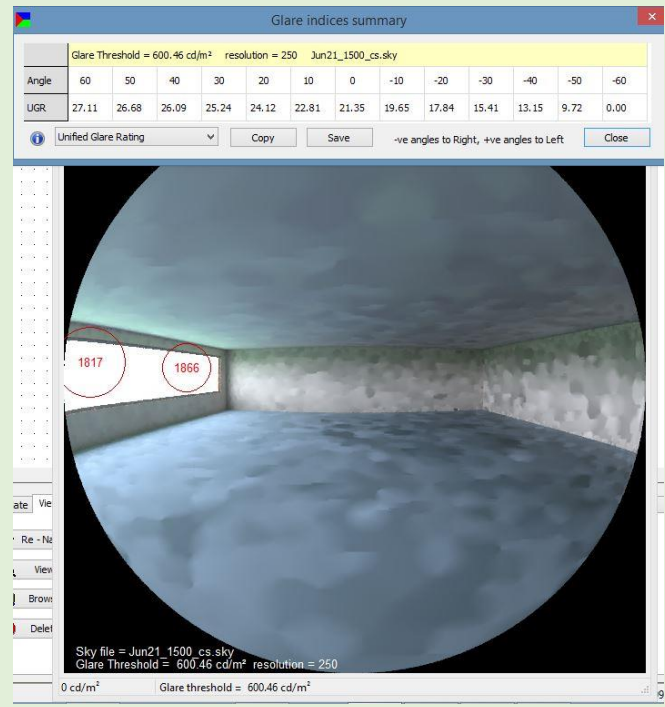 Glare indices summary
Glare Threshold = 600.46 cd/m² resolution = 250 Jun21_1500_cs.sky
Angle 60 50 40 30 20 10 0 -10 -20 -30 -40 -50 -60
UGR 27.11 26.68 26.09 25.24 24.12 22.81 21.35 19.65 17.84 15.41 13.15 9.72 0.00
Unified Glare Rating Copy Save -ve angles to Right, +ve angles to Left Close
1817
1866
ate Vie
Re - Na
View
Brows
Delet
Sky file = Jun21_1500_cs.sky
Glare Threshold = 600.46 cd/m² resolution = 250
0 cd/m² Glare threshold = 600.46 cd/m²